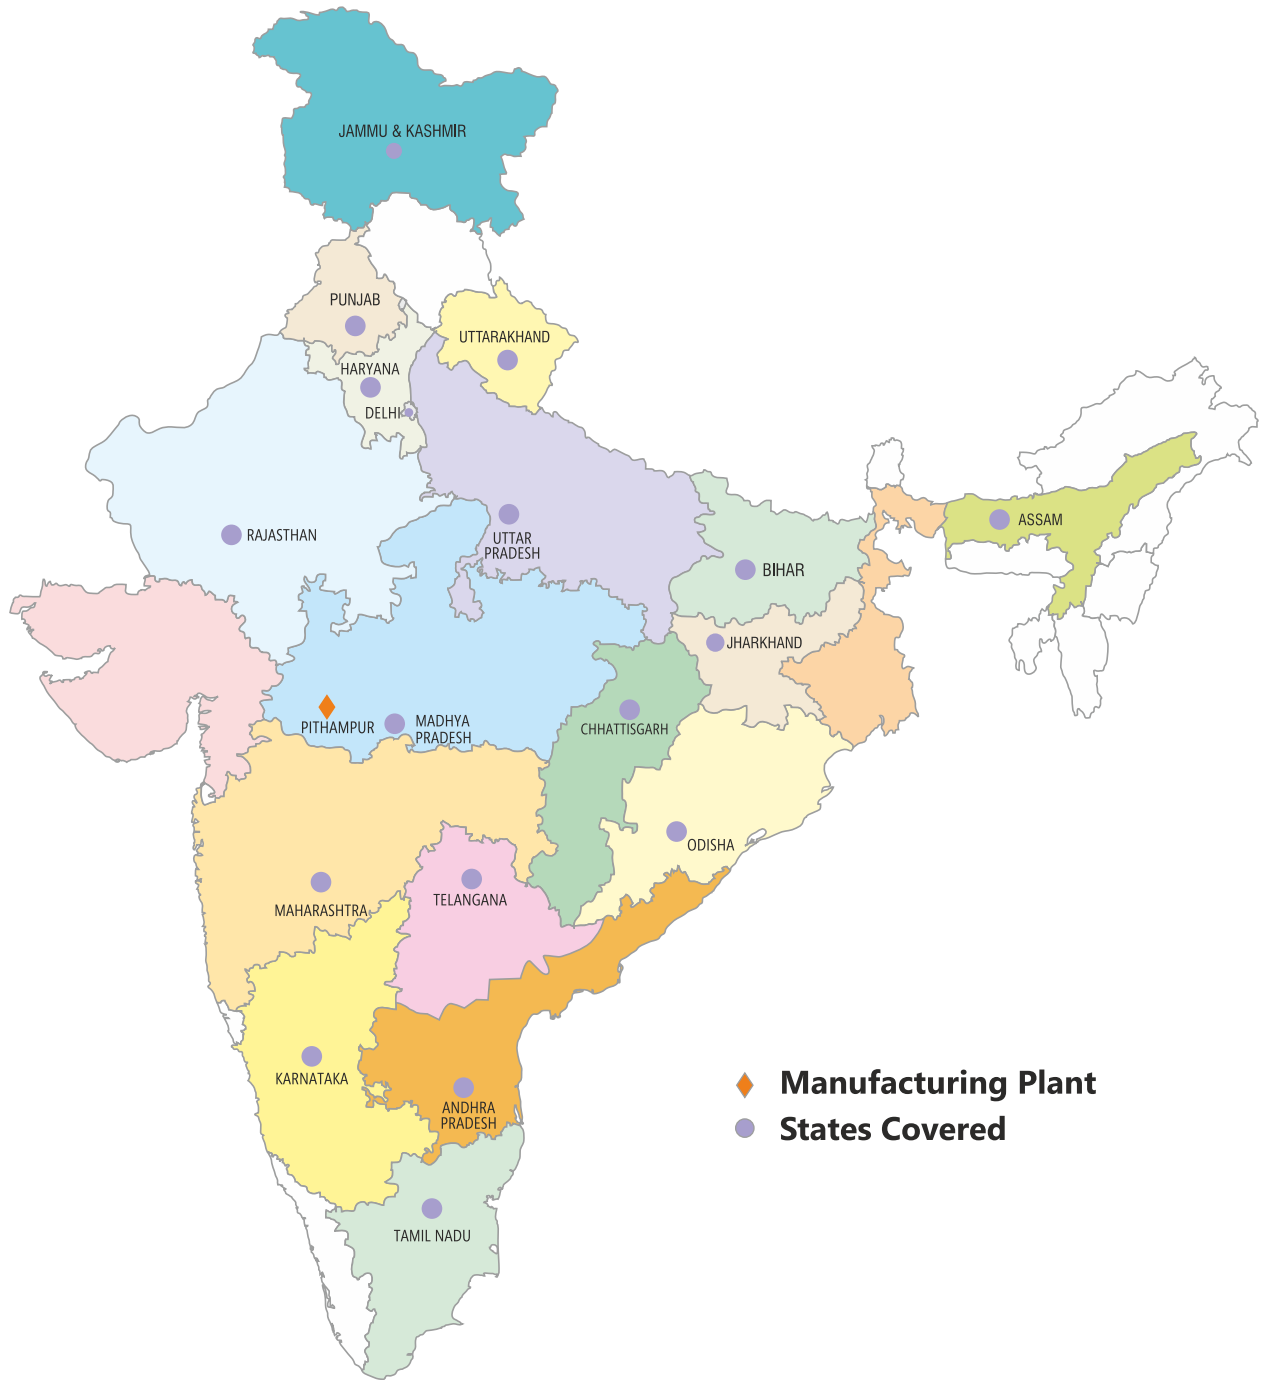 JAMMU & KASHMIR
PUNJAB
UTTARAKHAND
HARYANA
DELHI
RAJASTHAN
UTTAR
PRADESH
ASSAM
BIHAR
JHARKHAND
PITHAMPUR
MADHYA
PRADESH
CHHATTISGARH
ODISHA
TELANGANA
MAHARASHTRA
KARNATAKA
ANDHRA
PRADESH
TAMIL NADU
Manufacturing Plant
States Covered